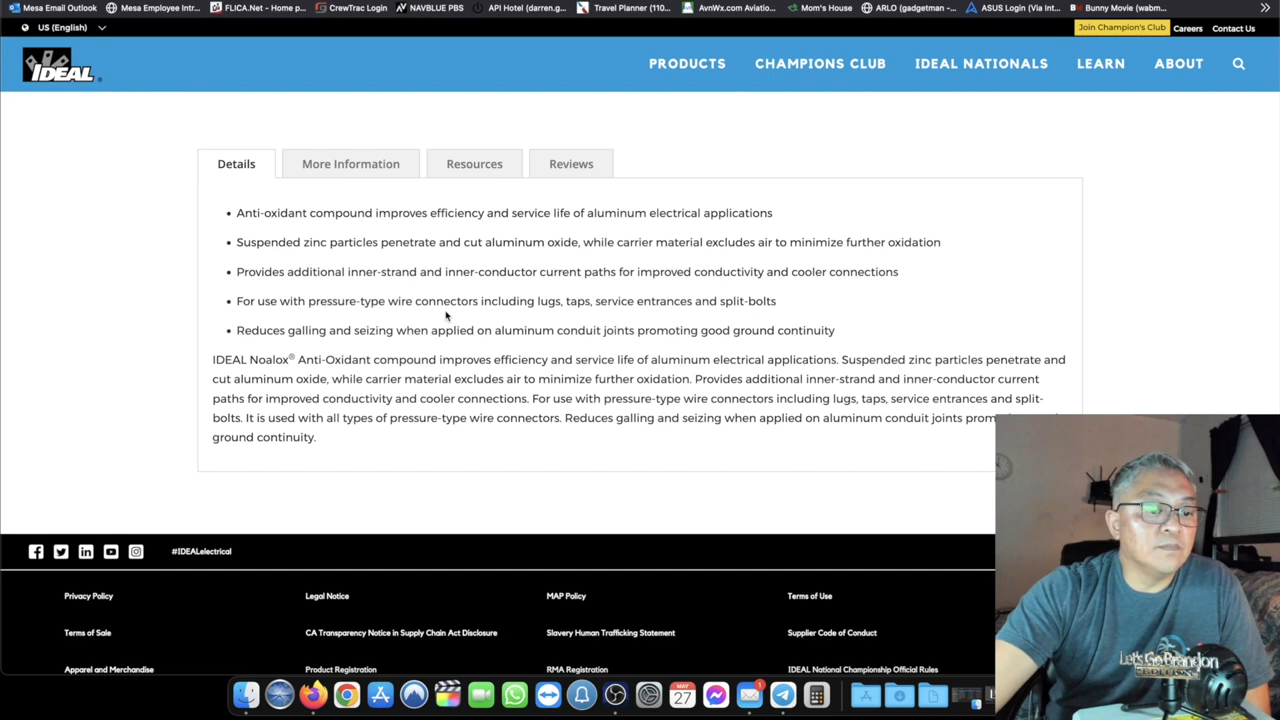 Mesa Email Outlook Mesa Employee Intr... FLICA.Net - Home p... CrewTrac Login NAVBLUE PBS API Hotel (darren.g... Travel Planner (110... AvnWx.com Aviatio... Mom's House ARLO (gadgetman -... ASUS Login (Via Int... Bunny Movie (wabm...
US (English) Join Champion's Club Careers Contact Us
IDEAL PRODUCTS CHAMPIONS CLUB IDEAL NATIONALS LEARN ABOUT
Details More Information Resources Reviews
• Anti-oxidant compound improves efficiency and service life of aluminum electrical applications
• Suspended zinc particles penetrate and cut aluminum oxide, while carrier material excludes air to minimize further oxidation
• Provides additional inner-strand and inner-conductor current paths for improved conductivity and cooler connections
• For use with pressure-type wire connectors including lugs, taps, service entrances and split-bolts
• Reduces galling and seizing when applied on aluminum conduit joints promoting good ground continuity
IDEAL Noalox® Anti-Oxidant compound improves efficiency and service life of aluminum electrical applications. Suspended zinc particles penetrate and
cut aluminum oxide, while carrier material excludes air to minimize further oxidation. Provides additional inner-strand and inner-conductor current
paths for improved conductivity and cooler connections. For use with pressure-type wire connectors including lugs, taps, service entrances and split-
bolts. It is used with all types of pressure-type wire connectors. Reduces galling and seizing when applied on aluminum conduit joints
ground continuity.
#IDEALelectrical
Privacy Policy Legal Notice MAP Policy Terms of Use
Terms of Sale CA Transparency Notice in Supply Chain Act Disclosure Slavery Human Trafficking Statement Supplier Code of Conduct
Apparel and Merchandise Product Registration RMA Registration IDEAL National Championship Official Rules
Let's Go Brandon
MAY
27
1